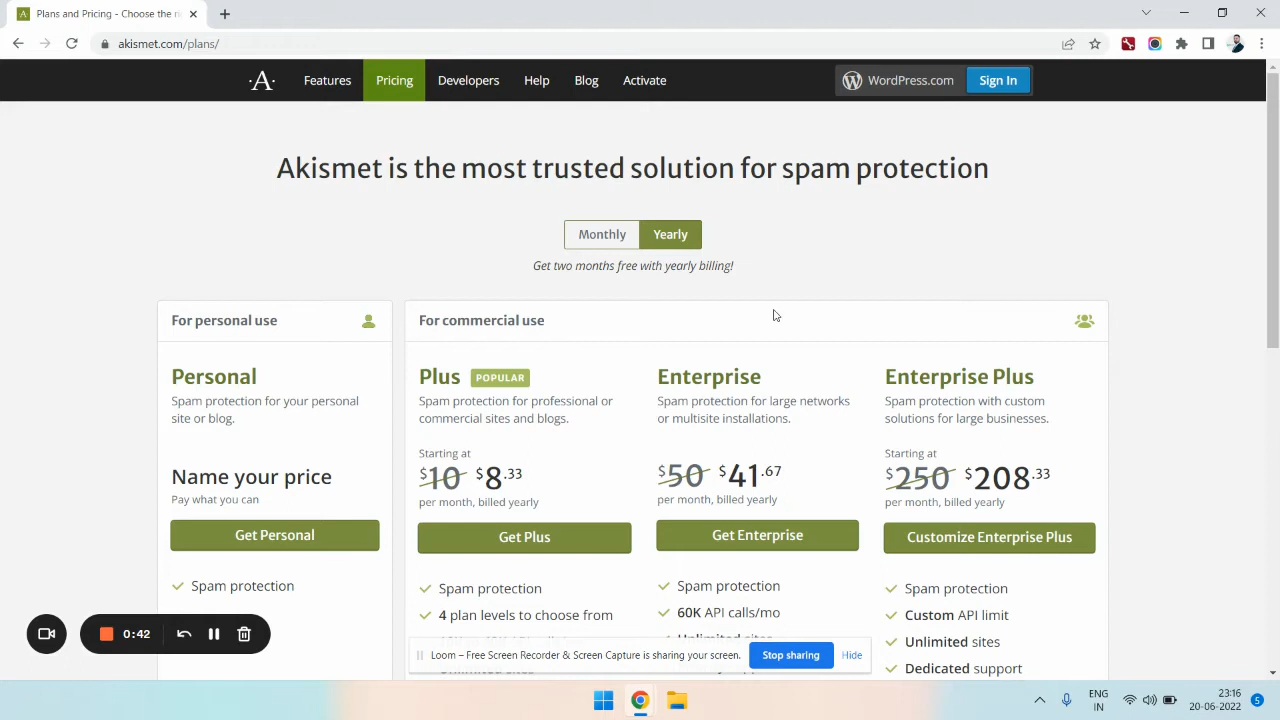 Plans and Pricing - Choose the r
akismet.com/plans/
·A·
Features
Pricing
Developers
Help
Blog
Activate
WordPress.com
Sign In
Akismet is the most trusted solution for spam protection
Monthly
Yearly
Get two months free with yearly billing!
For personal use
For commercial use
Personal
Spam protection for your personal
site or blog.
Name your price
Pay what you can
Get Personal
Spam protection
Plus POPULAR
Spam protection for professional or
commercial sites and blogs.
Starting at
$10 $8.33
per month, billed yearly
Get Plus
Spam protection
4 plan levels to choose from
Enterprise
Spam protection for large networks
or multisite installations.
$50 $41.67
per month, billed yearly
Get Enterprise
Spam protection
60K API calls/mo
Enterprise Plus
Spam protection with custom
solutions for large businesses.
Starting at
$250 $208.33
per month, billed yearly
Customize Enterprise Plus
Spam protection
Custom API limit
Unlimited sites
Dedicated support
0:42
Loom – Free Screen Recorder & Screen Capture is sharing your screen.
Stop sharing
Hide
ENG
IN
23:16
20-06-2022
5